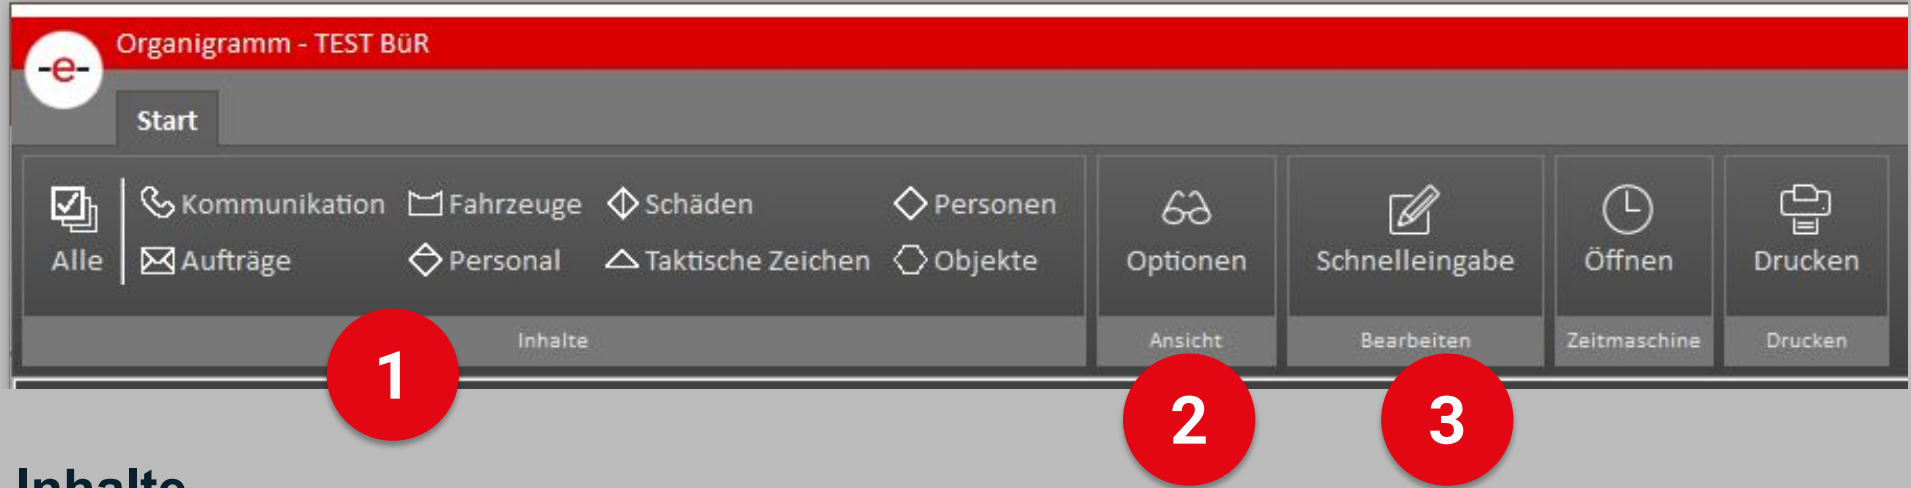 Organigramm - TEST BüR
-e-
Start
Alle
Kommunikation Fahrzeuge Schäden Personen
Aufträge Personal Taktische Zeichen Objekte
Optionen Schnelleingabe Öffnen Drucken
Inhalte Ansicht Bearbeiten Zeitmaschine Drucken
1 2 3
Inhalte